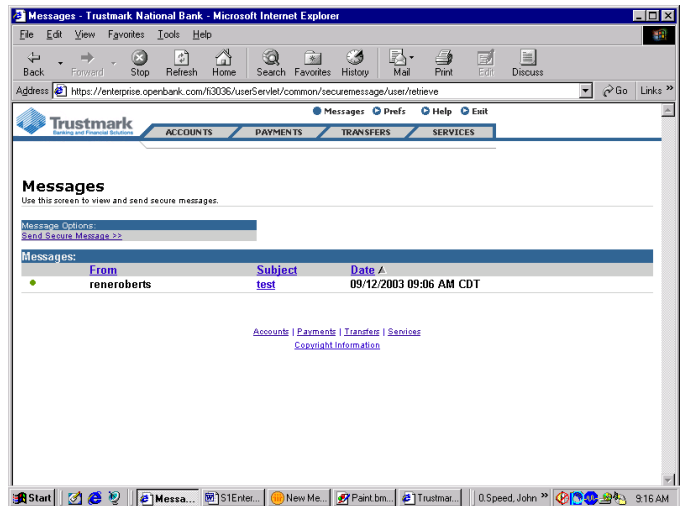 Messages - Trustmark National Bank - Microsoft Internet Explorer
File Edit View Favorites Tools Help
Back Forward Stop Refresh Home Search Favorites History Mail Print Edit Discuss
Address https://enterprise.openbank.com/fi3036/userServlet/common/securemessage/user/retrieve Go Links »
Messages Prefs Help Exit
Trustmark
Banking and Financial Solutions
ACCOUNTS PAYMENTS TRANSFERS SERVICES
Messages
Use this screen to view and send secure messages.
Message Options:
Send Secure Message >>
Messages:
From Subject Date
reneroberts test 09/12/2003 09:06 AM CDT
Accounts | Payments | Transfers | Services
Copyright Information
Start Messa... S1Enter... New Me... Paint.bm... Trustmar... 0.Speed, John » 9:16 AM